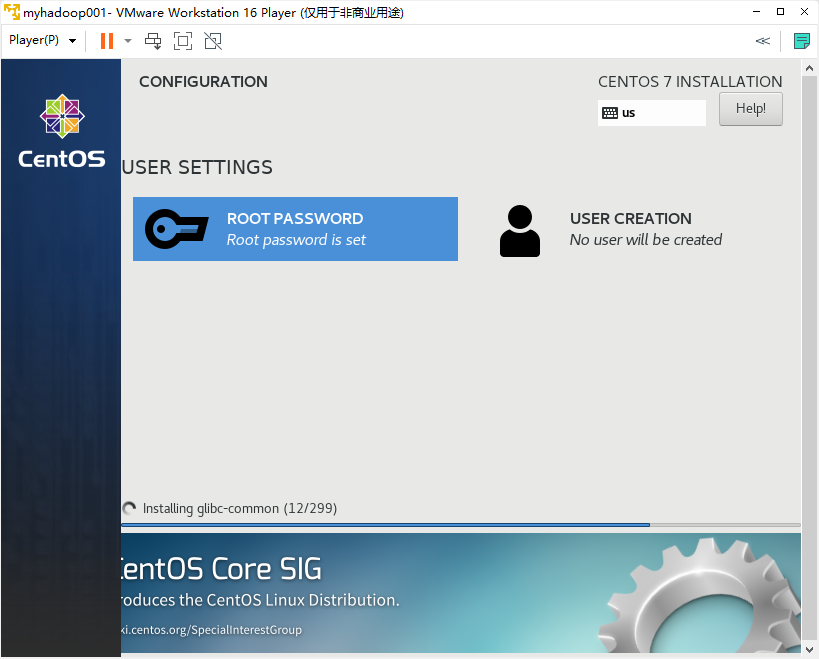 myhadoop001- VMware Workstation 16 Player (仅用于非商业用途)
Player(P)
CONFIGURATION
CENTOS 7 INSTALLATION
us
Help!
CentOS
USER SETTINGS
ROOT PASSWORD
Root password is set
USER CREATION
No user will be created
Installing glibc-common (12/299)
CentOS Core SIG
roduces the CentOS Linux Distribution.
ki.centos.org/SpecialInterestGroup